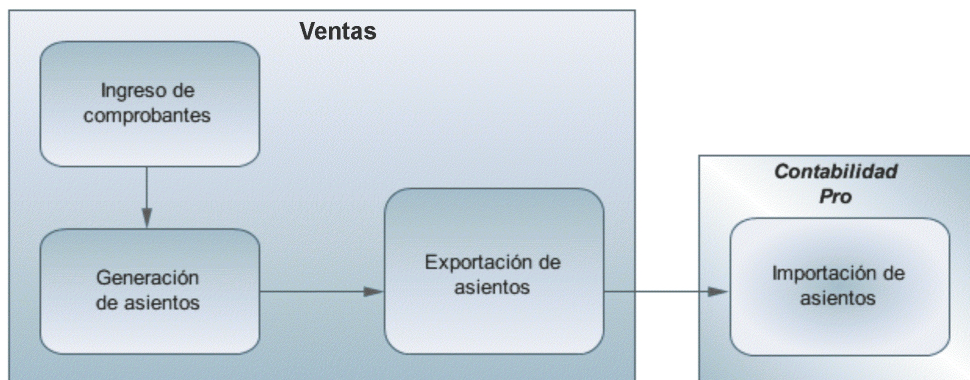 Ventas
Ingreso de
comprobantes
Generación
de asientos
Exportación de
asientos
Contabilidad
Pro
Importación de
asientos